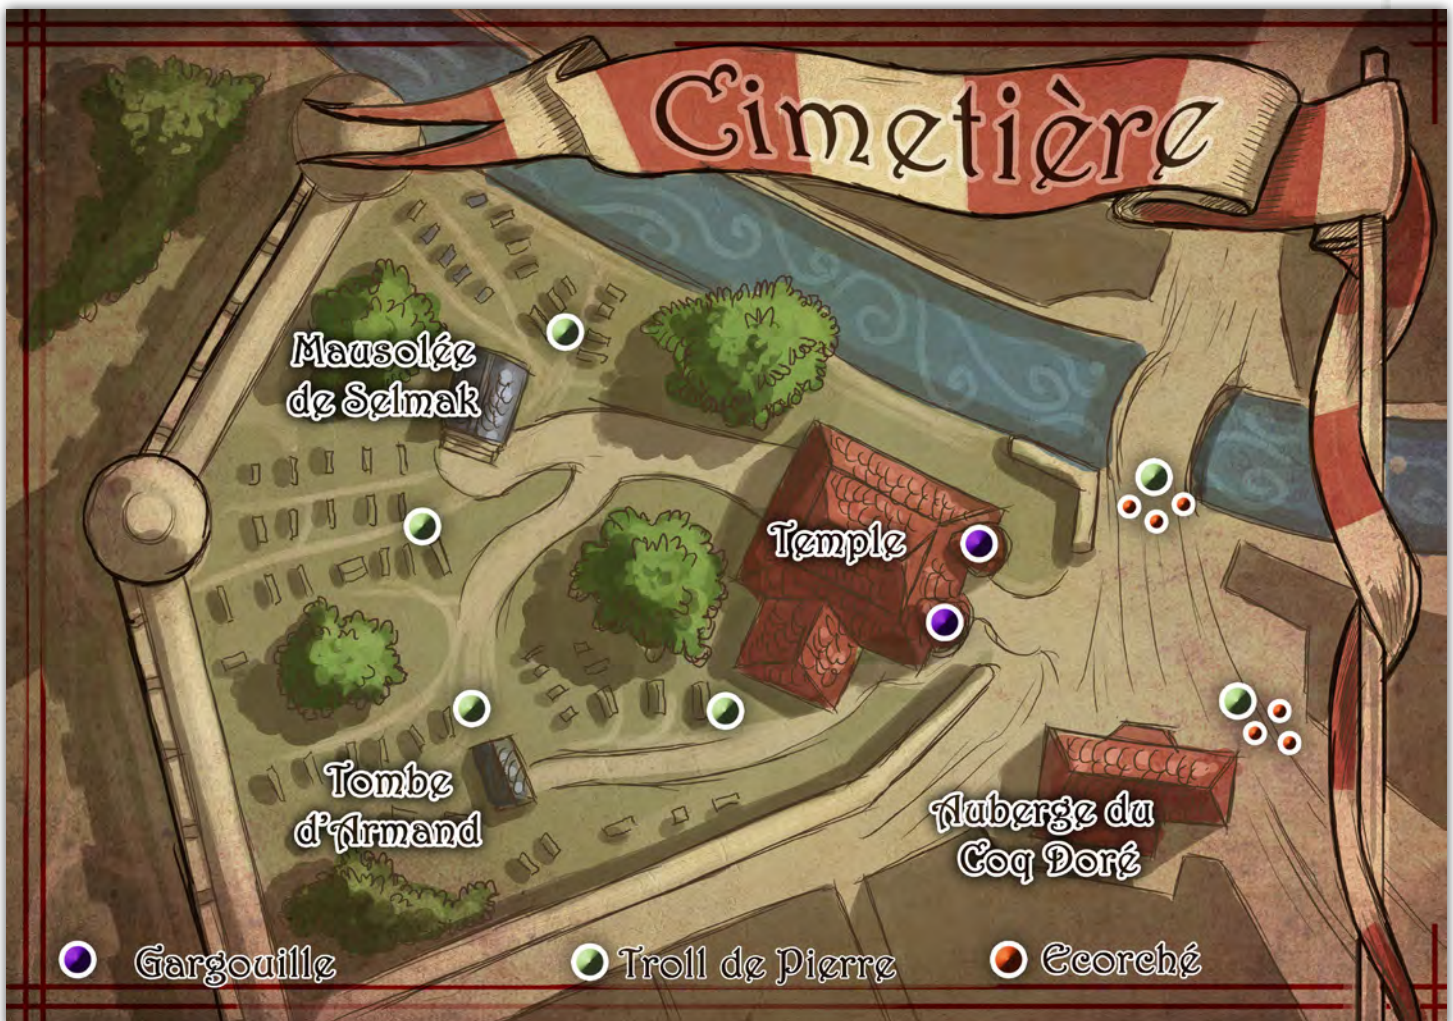 Cimetière
Mausolée
de Selmak
Temple
Tombe
d'Armand
Auberge du
Coq Doré
Gargouille
Troll de Pierre
Ecorché